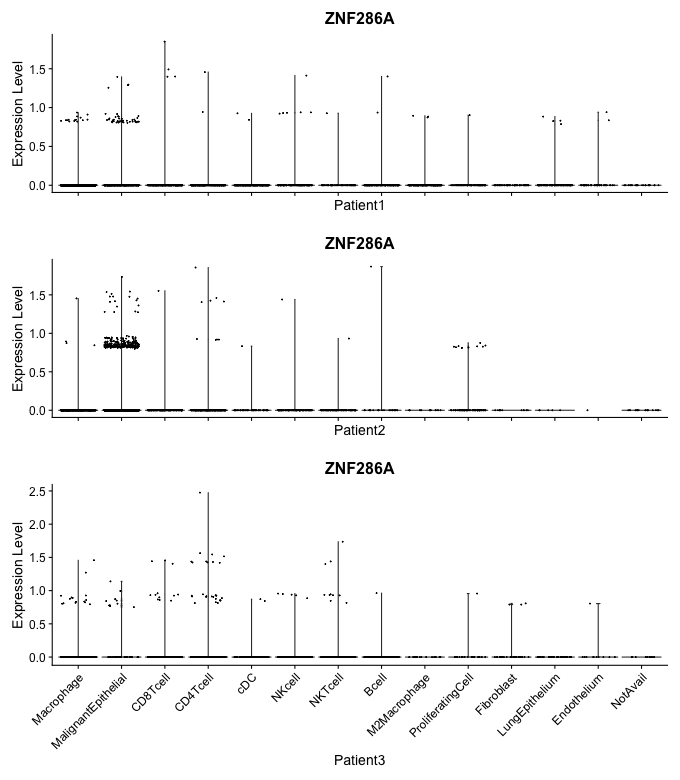 ZNF286A
Expression Level
1.5
1.0
0.5
0.0
Patient1
ZNF286A
Expression Level
1.5
1.0
0.5
0.0
Patient2
ZNF286A
Expression Level
2.5
2.0
1.5
1.0
0.5
0.0
Macrophage
MalignantEpithelial
CD8Tcell
CD4Tcell
cDC
NKcell
NKTcell
Bcell
M2Macrophage
ProliferatingCell
Fibroblast
LungEpithelium
Endothelium
NotAvail
Patient3